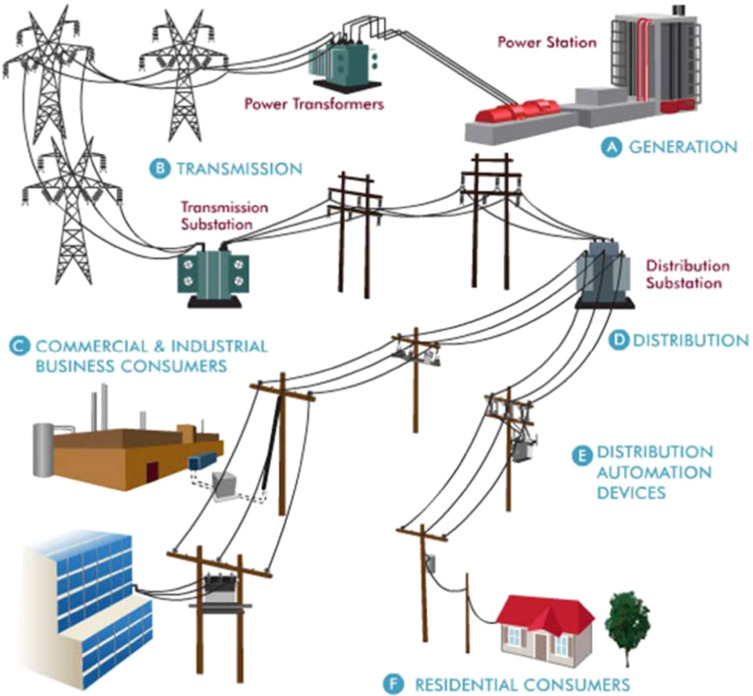 Power Station
Power Transformers
A GENERATION
B TRANSMISSION
Transmission
Substation
Distribution
Substation
C COMMERCIAL & INDUSTRIAL
BUSINESS CONSUMERS
D DISTRIBUTION
E DISTRIBUTION
AUTOMATION
DEVICES
F RESIDENTIAL CONSUMERS